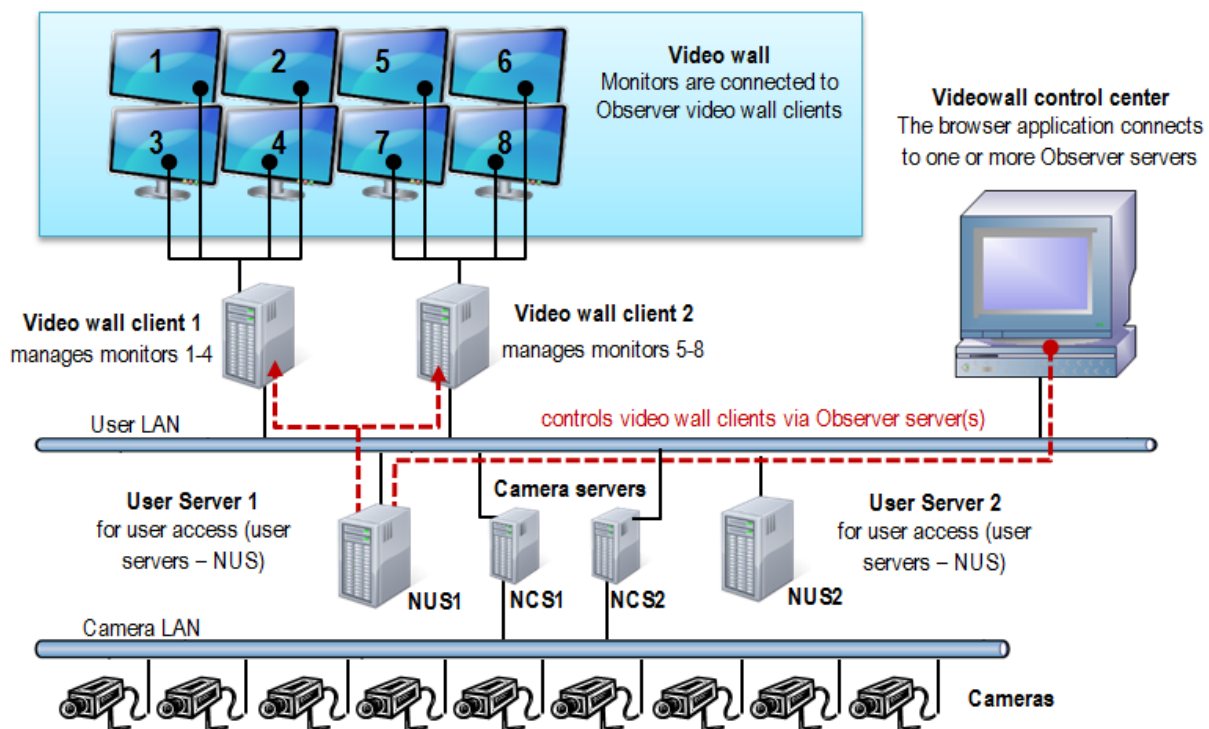 1
2
5
6
3
4
7
8
Video wall
Monitors are connected to
Observer video wall clients
Videowall control center
The browser application connects
to one or more Observer servers
Video wall client 1
manages monitors 1-4
Video wall client 2
manages monitors 5-8
User LAN
controls video wall clients via Observer server(s)
User Server 1
for user access (user
servers – NUS)
Camera servers
User Server 2
for user access (user
servers – NUS)
NUS1
NCS1
NCS2
NUS2
Camera LAN
Cameras